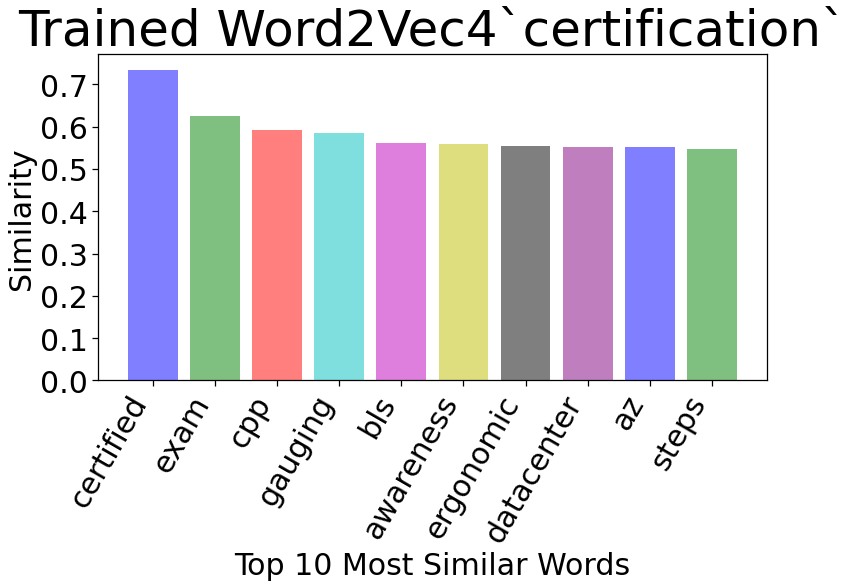 Trained Word2Vec4`certification`
Similarity
0.7
0.6
0.5
0.4
0.3
0.2
0.1
0.0
certified
exam
cpp
gauging
bls
awareness
ergonomic
datacenter
az
steps
Top 10 Most Similar Words